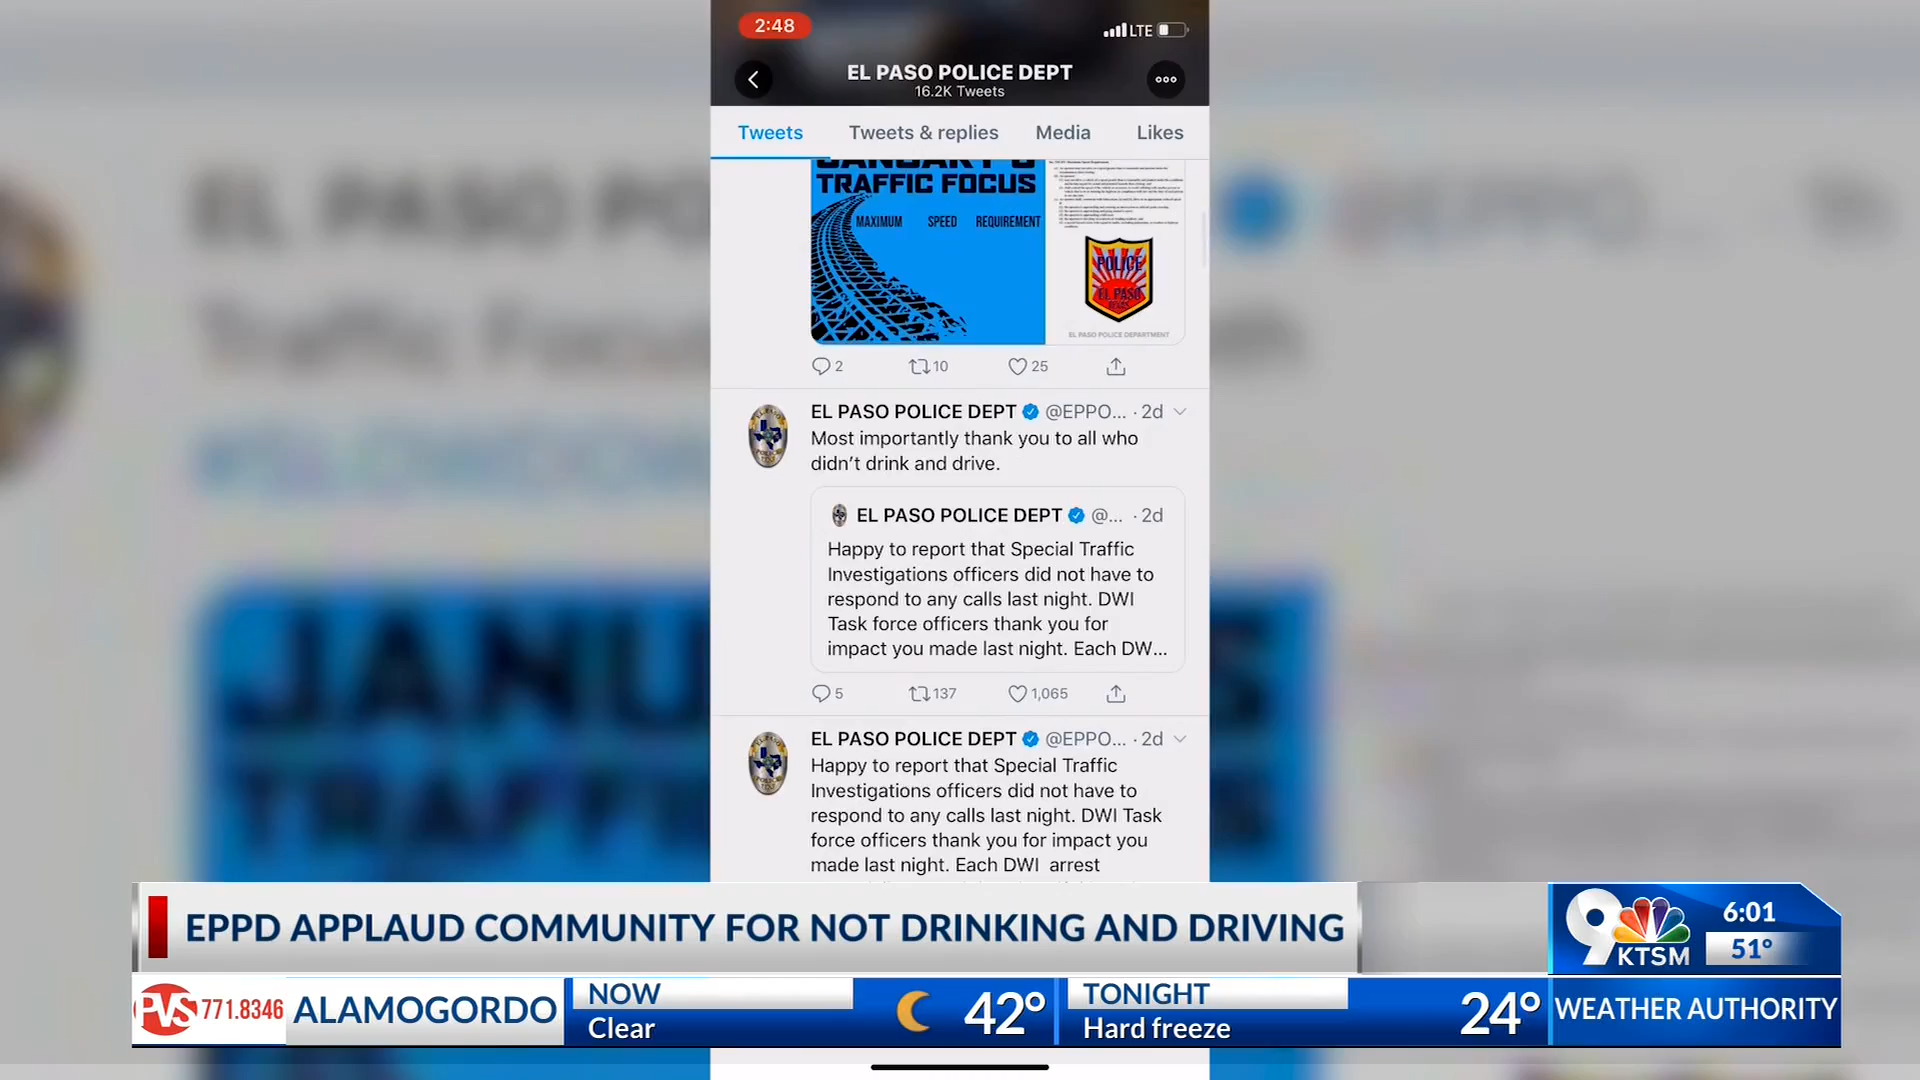 2:48
LTE
EL PASO POLICE DEPT
16.2K Tweets
Tweets Tweets & replies Media Likes
TRAFFIC FOCUS
MAXIMUM SPEED REQUIREMENT
POLICE
EL PASO
TEXAS
EL PASO POLICE DEPARTMENT
2 10 25
EL PASO POLICE DEPT @EPPO... · 2d
Most importantly thank you to all who
didn't drink and drive.
EL PASO POLICE DEPT @... · 2d
Happy to report that Special Traffic
Investigations officers did not have to
respond to any calls last night. DWI
Task force officers thank you for
impact you made last night. Each DW...
5 137 1,065
EL PASO POLICE DEPT @EPPO... · 2d
Happy to report that Special Traffic
Investigations officers did not have to
respond to any calls last night. DWI Task
force officers thank you for impact you
made last night. Each DWI arrest
EPPD APPLAUD COMMUNITY FOR NOT DRINKING AND DRIVING
9 KTSM
6:01
51°
PVS 771.8346
ALAMOGORDO
NOW
Clear
42°
TONIGHT
Hard freeze
24°
WEATHER AUTHORITY